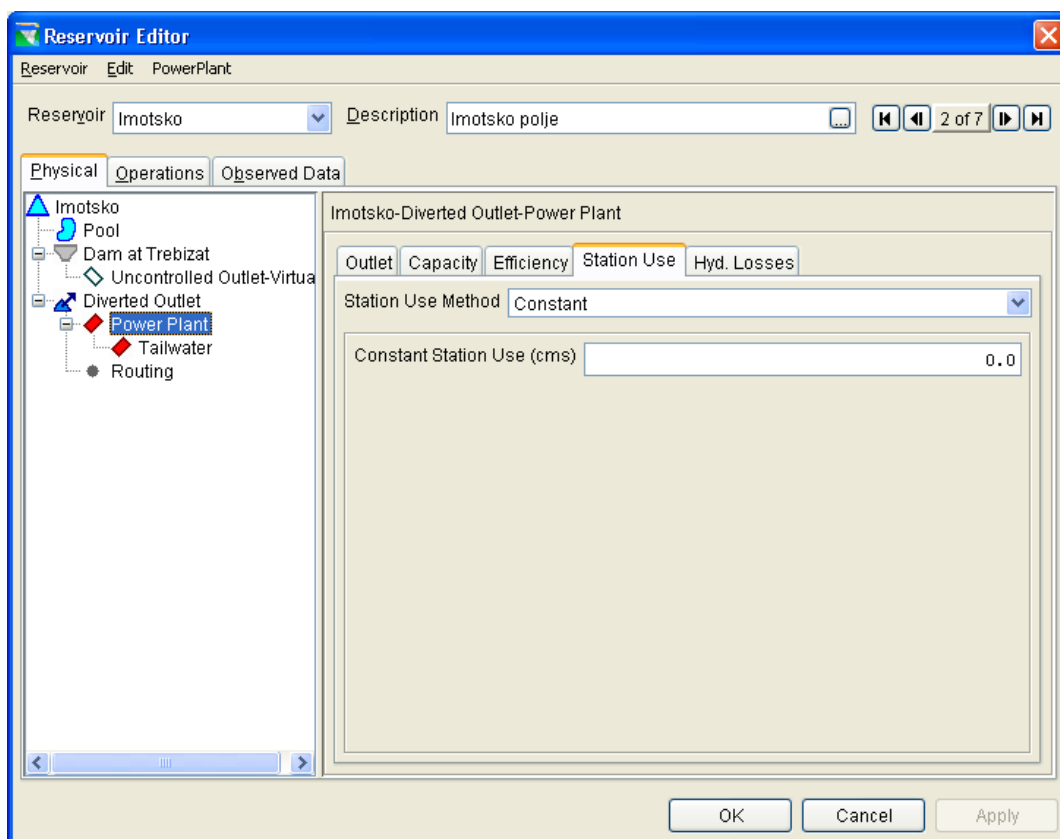 Reservoir Editor
Reservoir Edit PowerPlant
Reservoir Imotsko Description Imotsko polje ... 2 of 7
Physical Operations Observed Data
Imotsko
Pool
Dam at Trebizat
Uncontrolled Outlet-Virtua
Diverted Outlet
Power Plant
Tailwater
Routing
Imotsko-Diverted Outlet-Power Plant
Outlet Capacity Efficiency Station Use Hyd. Losses
Station Use Method Constant
Constant Station Use (cms) 0.0
OK Cancel Apply